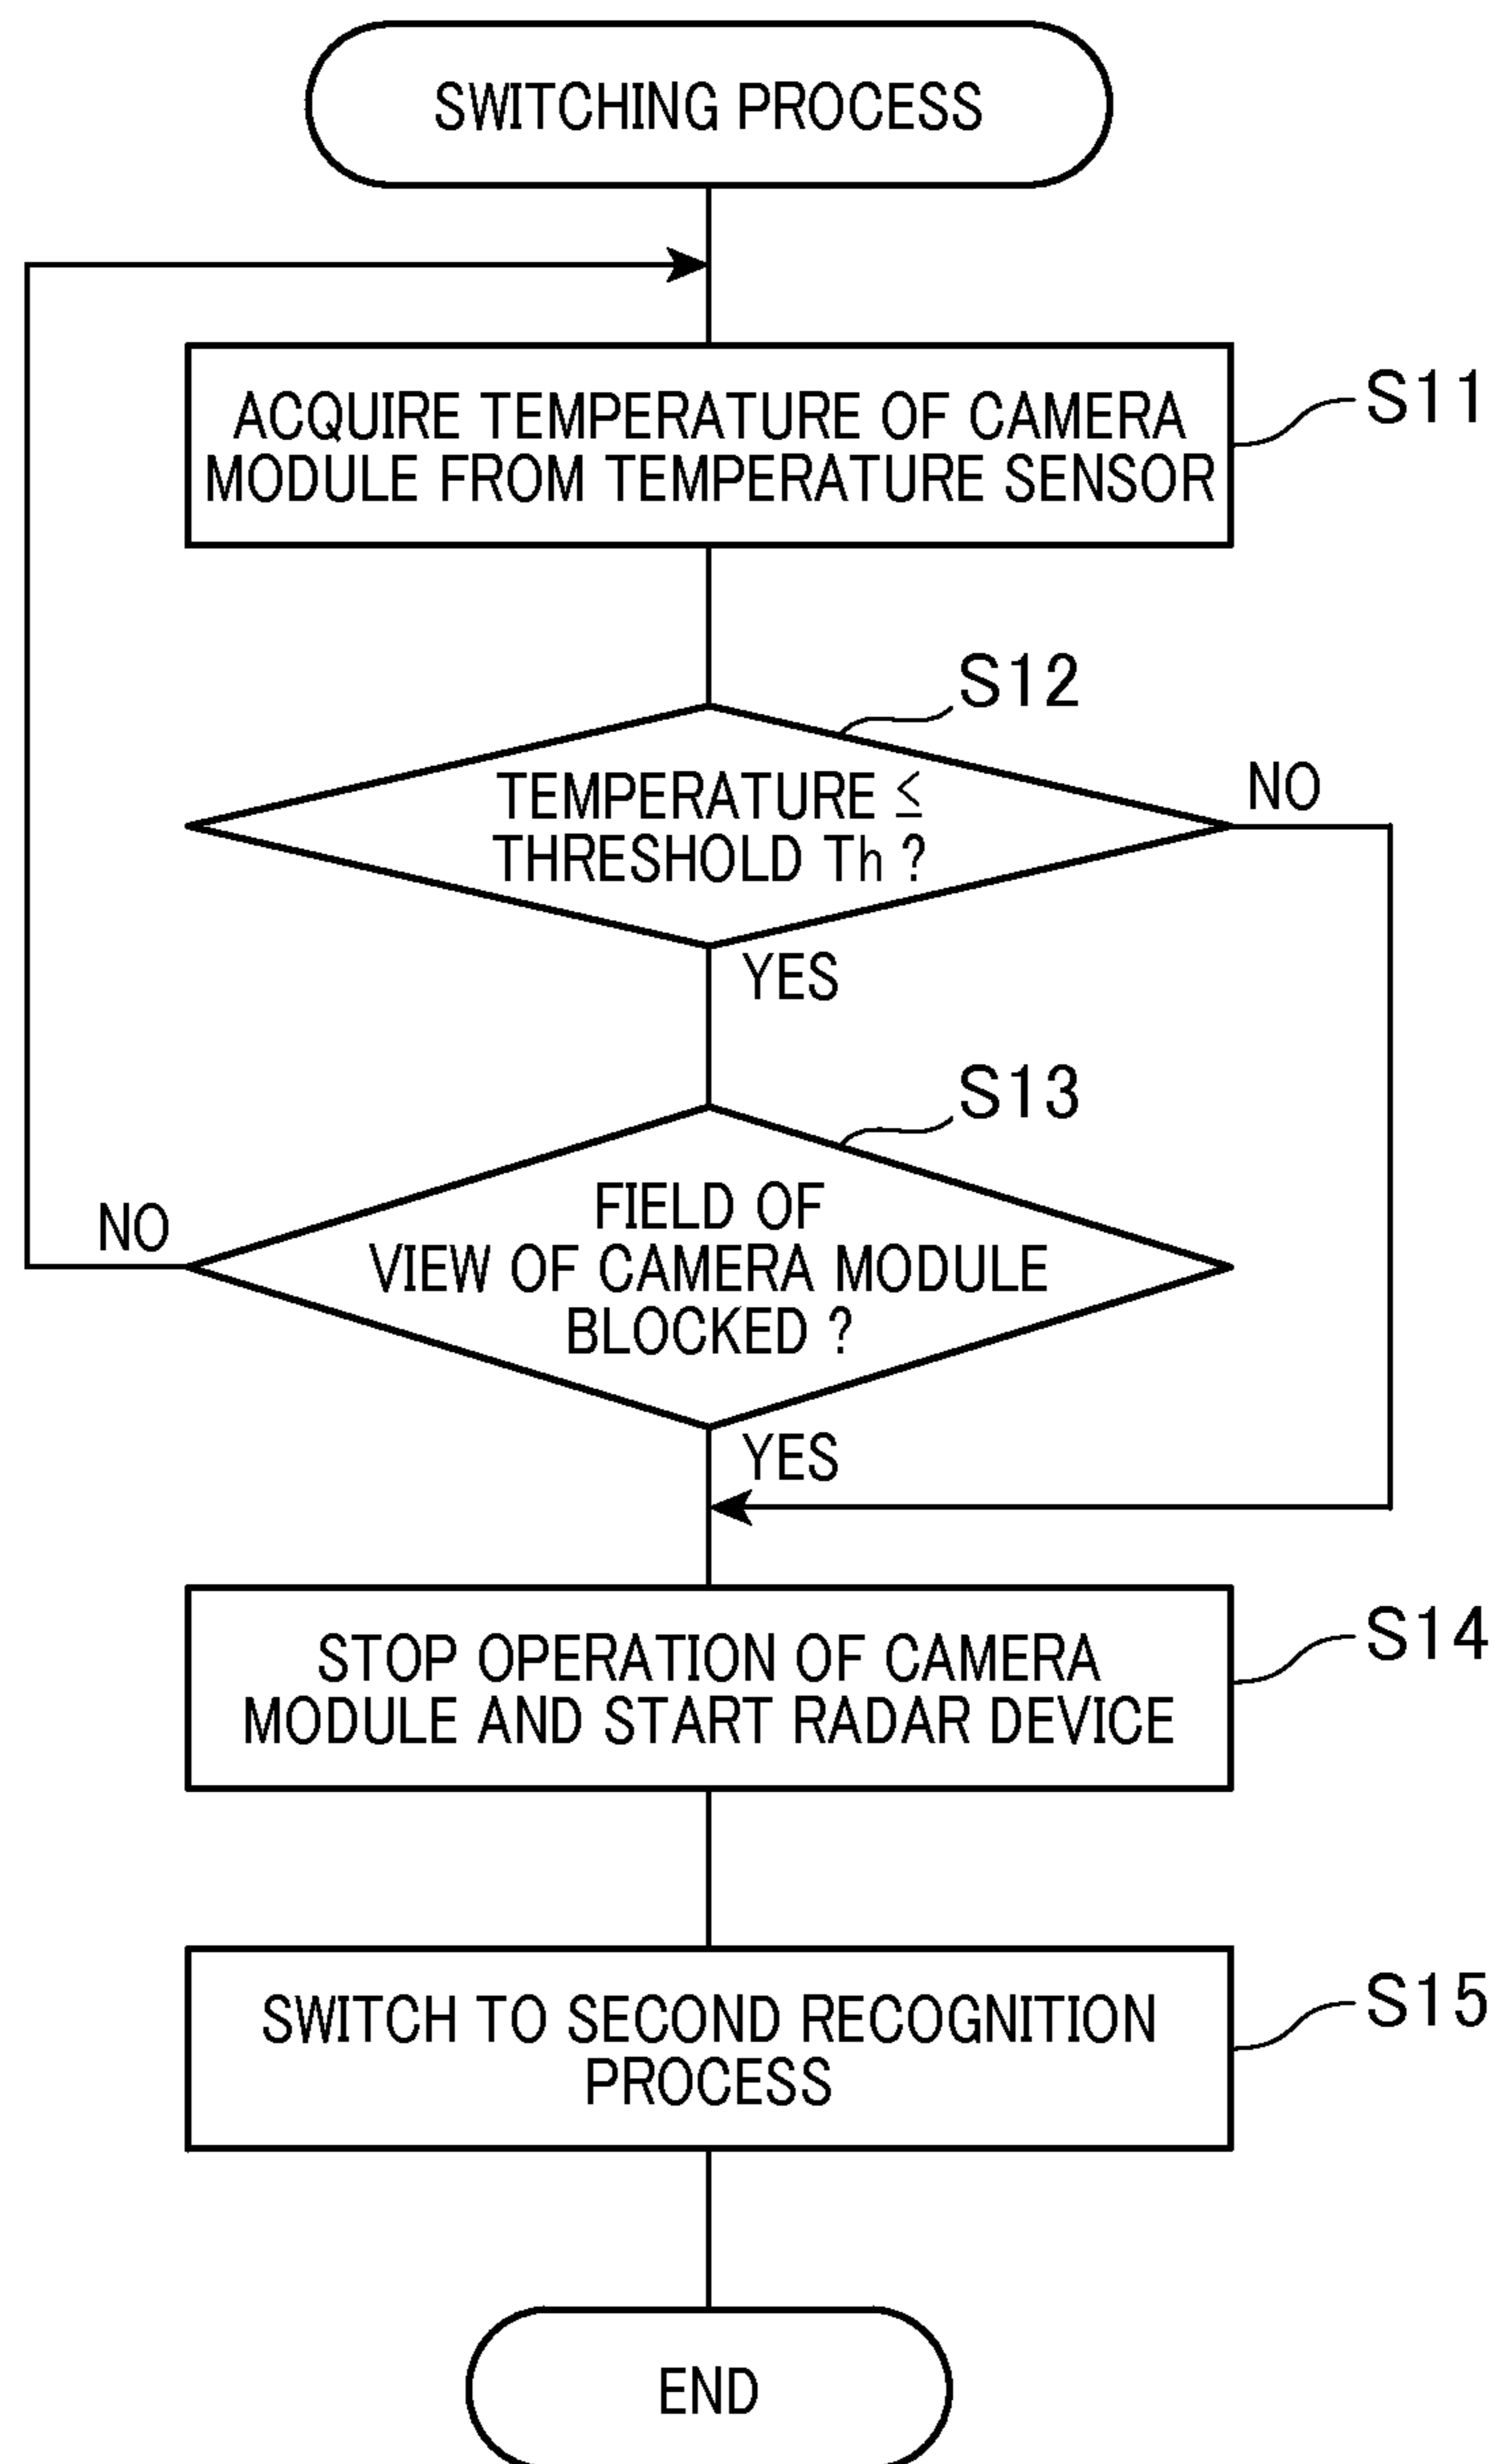 SWITCHING PROCESS
ACQUIRE TEMPERATURE OF CAMERA
MODULE FROM TEMPERATURE SENSOR
S11
S12
TEMPERATURE ≤
THRESHOLD Th ?
NO
YES
S13
FIELD OF
VIEW OF CAMERA MODULE
BLOCKED ?
NO
YES
STOP OPERATION OF CAMERA
MODULE AND START RADAR DEVICE
S14
SWITCH TO SECOND RECOGNITION
PROCESS
S15
END